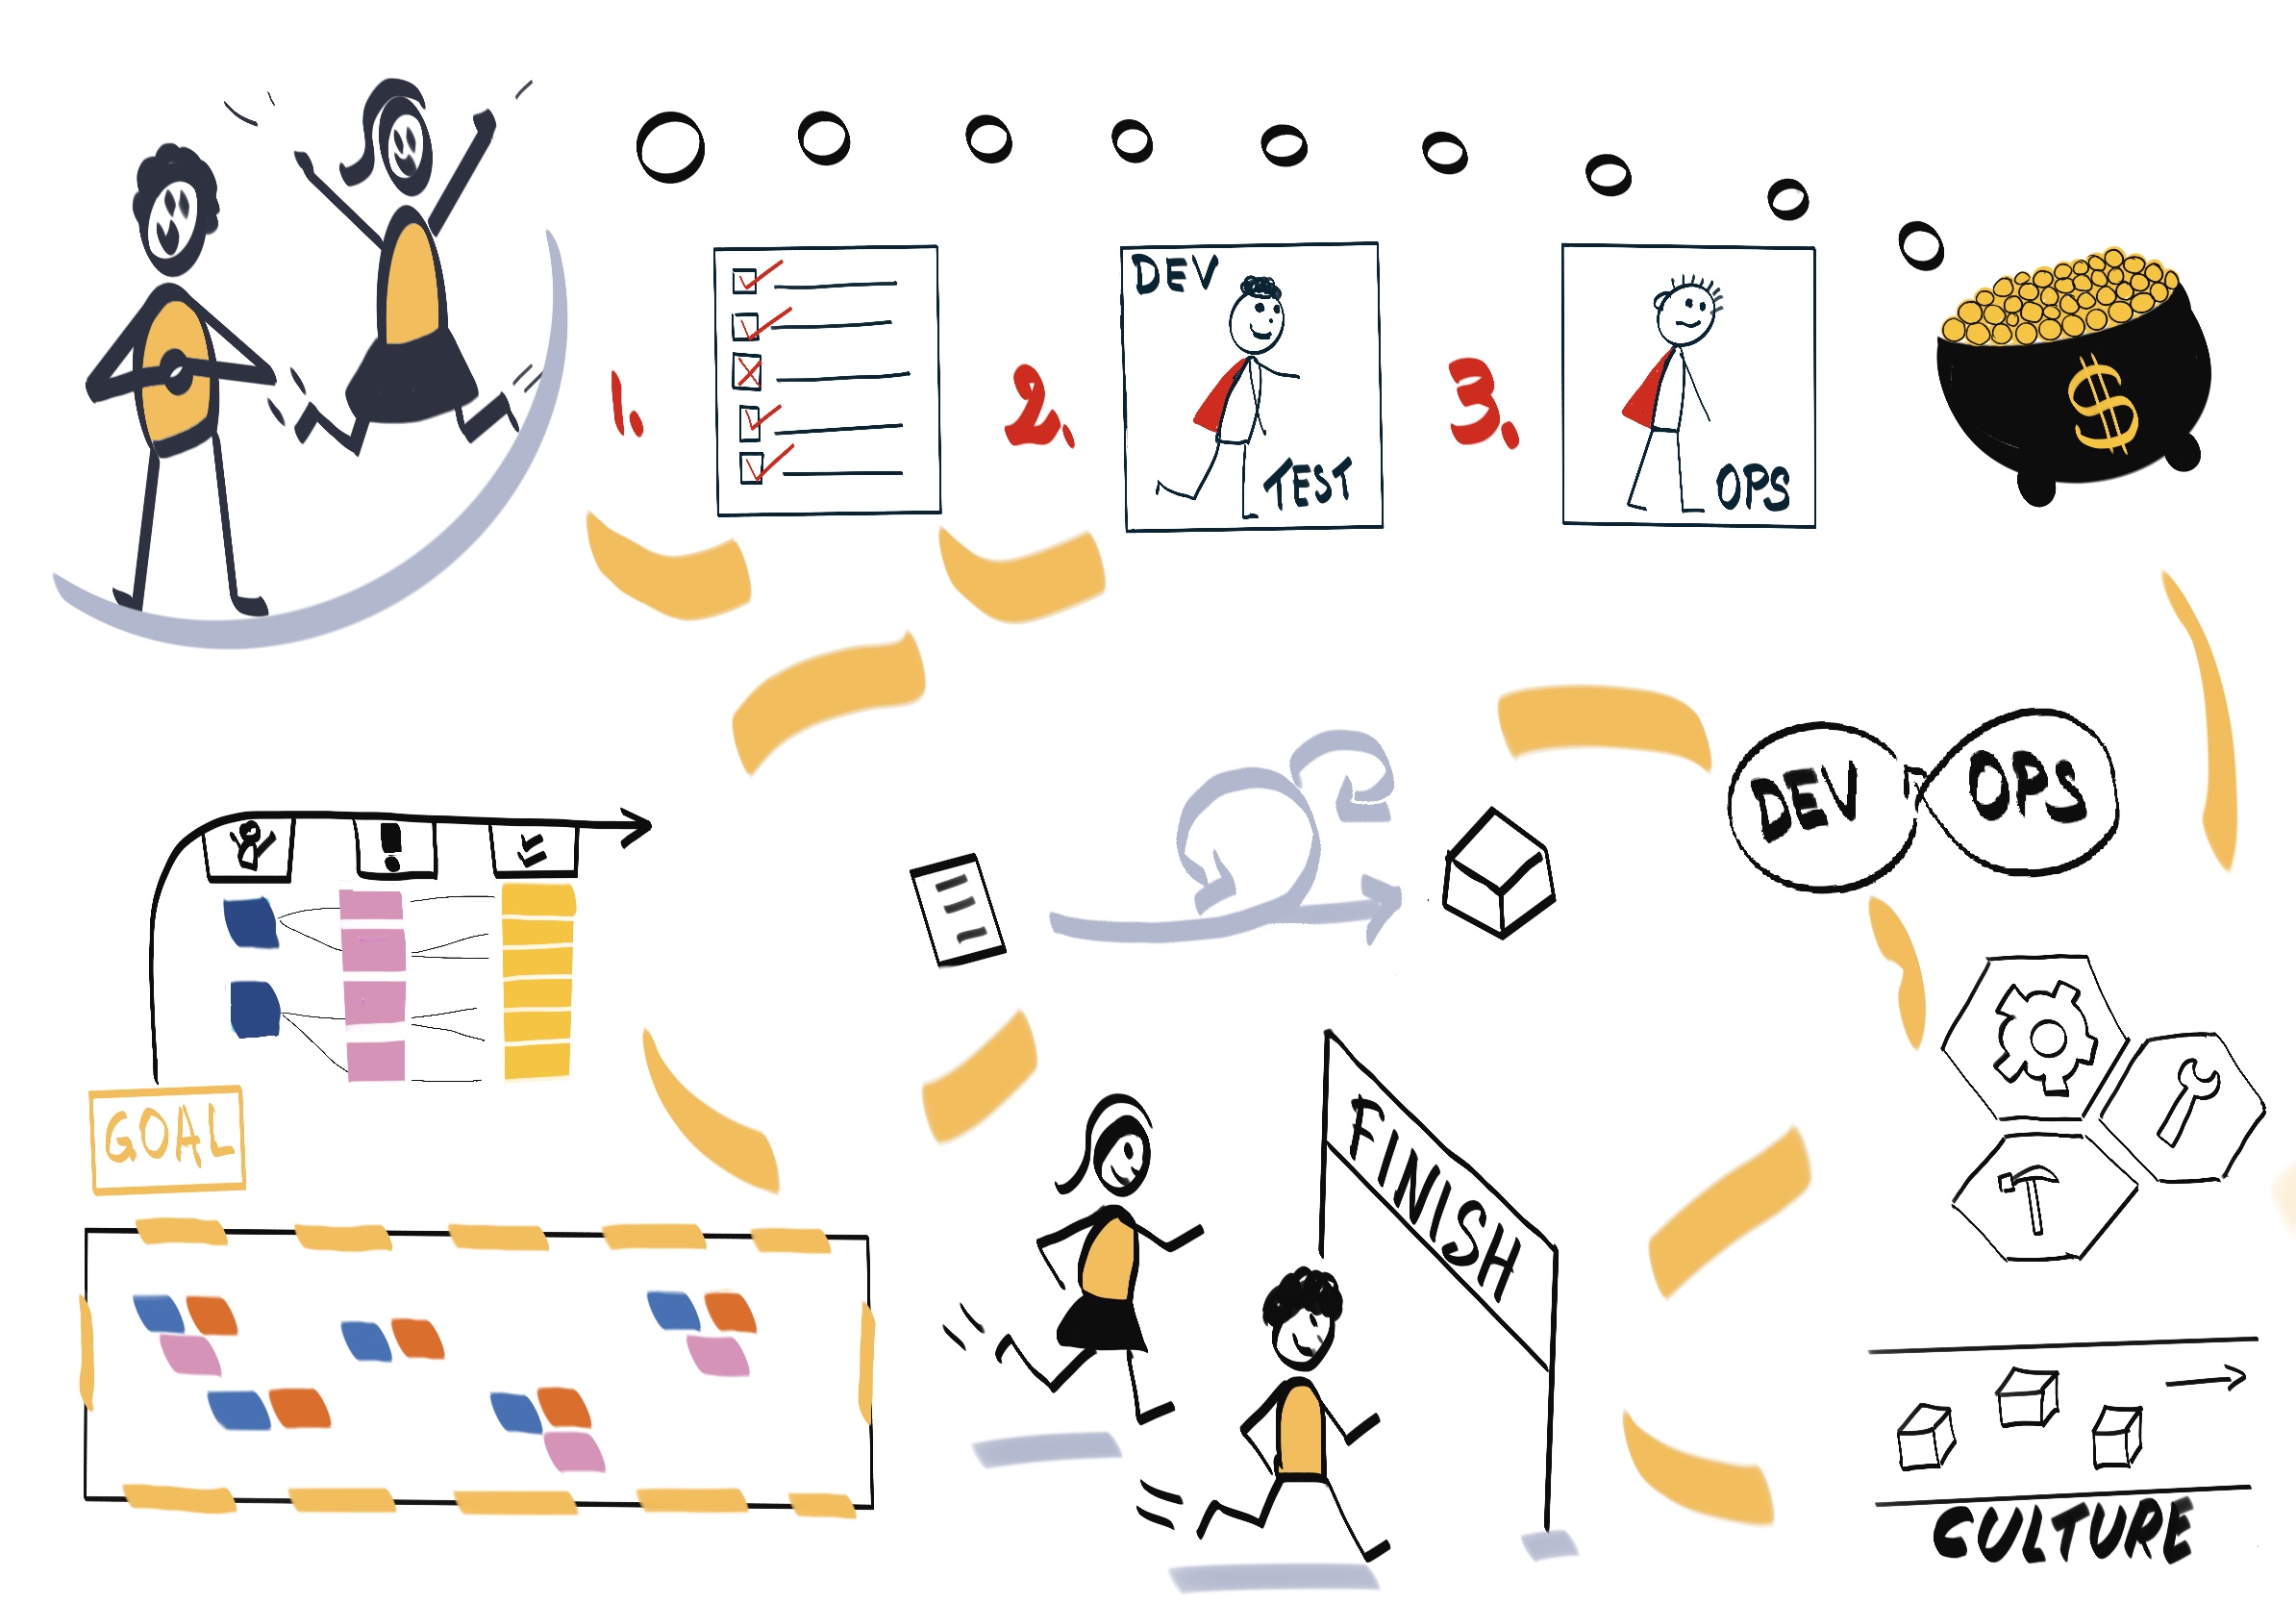 DEV
TEST
1.
2.
3.
OPS
$
DEV
OPS
GOAL
FINISH
CULTURE